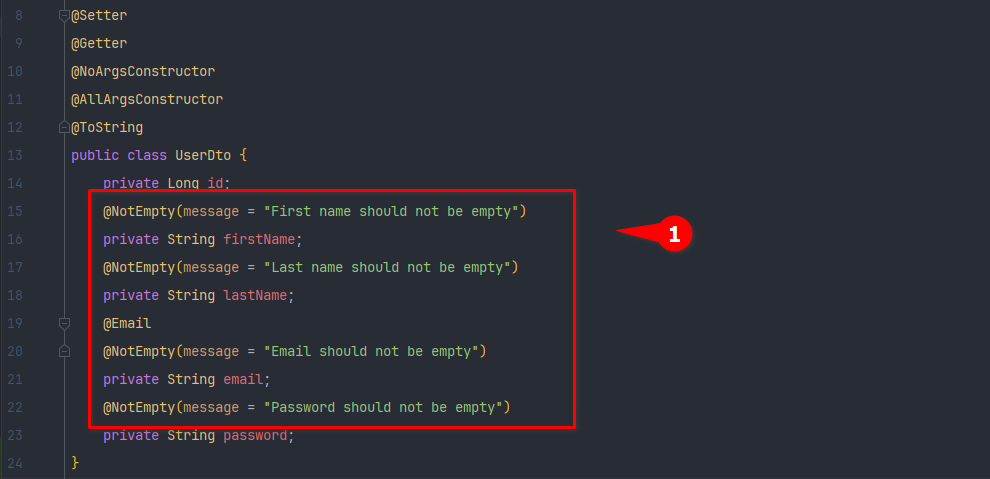 8 @Setter
9 @Getter
10 @NoArgsConstructor
11 @AllArgsConstructor
12 @ToString
13 public class UserDto {
14 private Long id;
15 @NotEmpty(message = "First name should not be empty")
16 private String firstName;
1
17 @NotEmpty(message = "Last name should not be empty")
18 private String lastName;
19 @Email
20 @NotEmpty(message = "Email should not be empty")
21 private String email;
22 @NotEmpty(message = "Password should not be empty")
23 private String password;
24 }